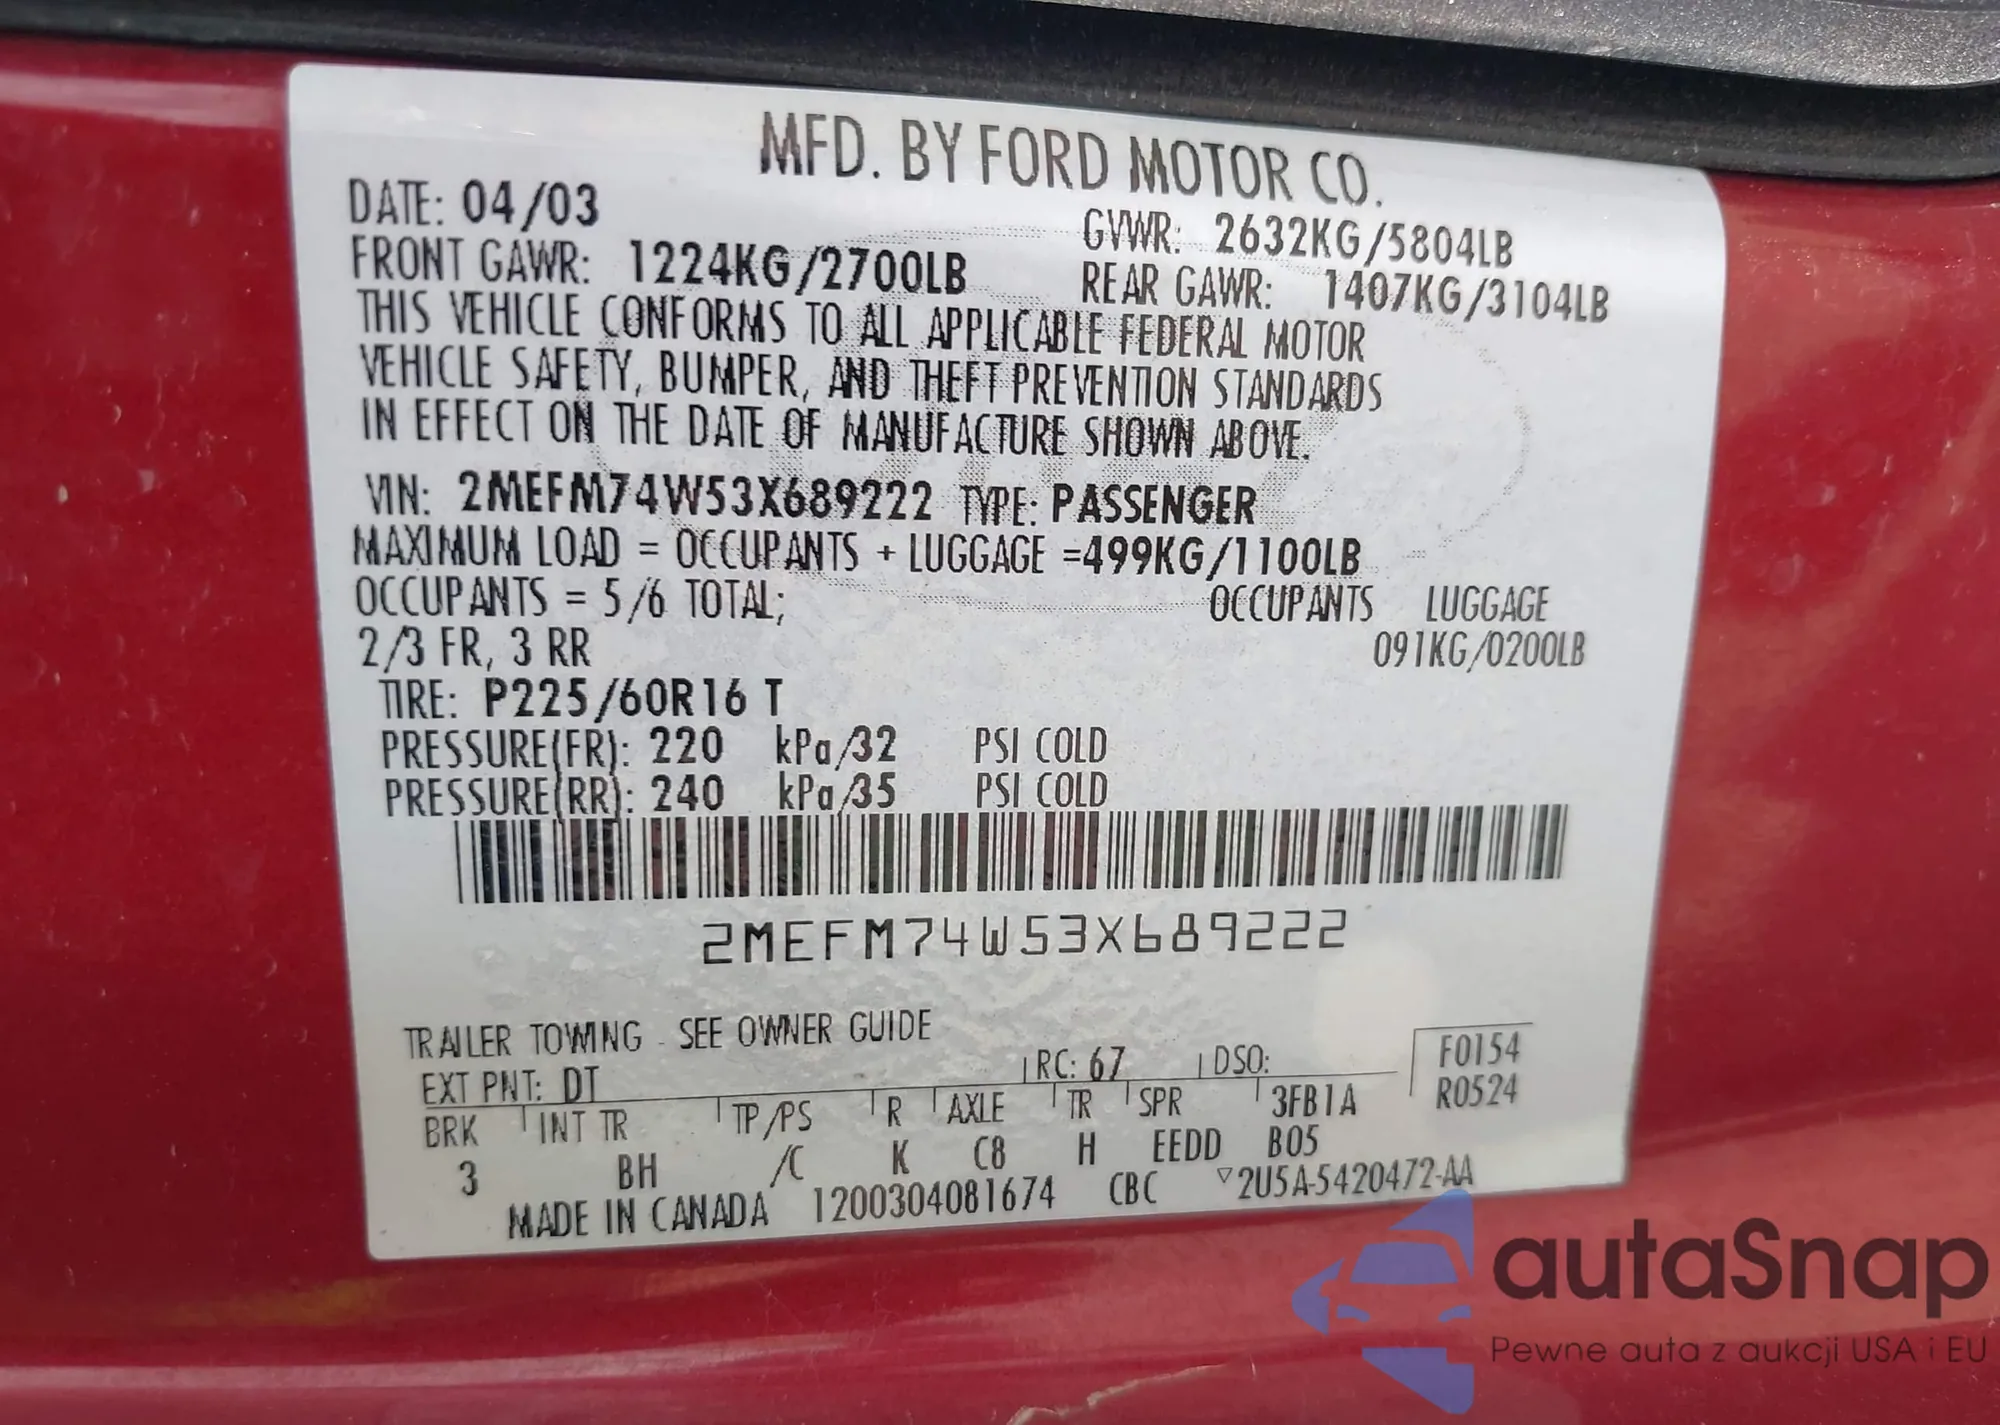 MFD. BY FORD MOTOR CO.
DATE: 04/03
GVWR: 2632KG/5804LB
FRONT GAWR: 1224KG/2700LB
REAR GAWR: 1407KG/3104LB
THIS VEHICLE CONFORMS TO ALL APPLICABLE FEDERAL MOTOR
VEHICLE SAFETY, BUMPER, AND THEFT PREVENTION STANDARDS
IN EFFECT ON THE DATE OF MANUFACTURE SHOWN ABOVE.
VIN: 2MEFM74W53X689222 TYPE: PASSENGER
MAXIMUM LOAD = OCCUPANTS + LUGGAGE =499KG/1100LB
OCCUPANTS = 5/6 TOTAL; OCCUPANTS LUGGAGE
2/3 FR, 3 RR 091KG/0200LB
TIRE: P225/60R16 T
PRESSURE(FR): 220 kPa/32 PSI COLD
PRESSURE(RR): 240 kPa/35 PSI COLD
2MEFM74W53X689222
TRAILER TOWING - SEE OWNER GUIDE
EXT PNT: DT RC: 67 DSO: F0154
R0524
BRK INT TR TP/PS R AXLE TR SPR 3FB1A
3 BH /C K C8 H EEDD B05
MADE IN CANADA 1200304081674 CBC ▽2U5A-5420472-AA
autaSnap
Pewne auta z aukcji USA i EU